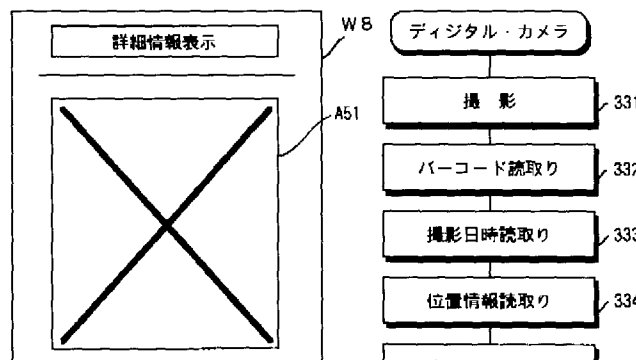 詳細情報表示
W8
A51
ディジタル・カメラ
撮 影
331
バーコード読取り
332
撮影日時読取り
333
位置情報読取り
334